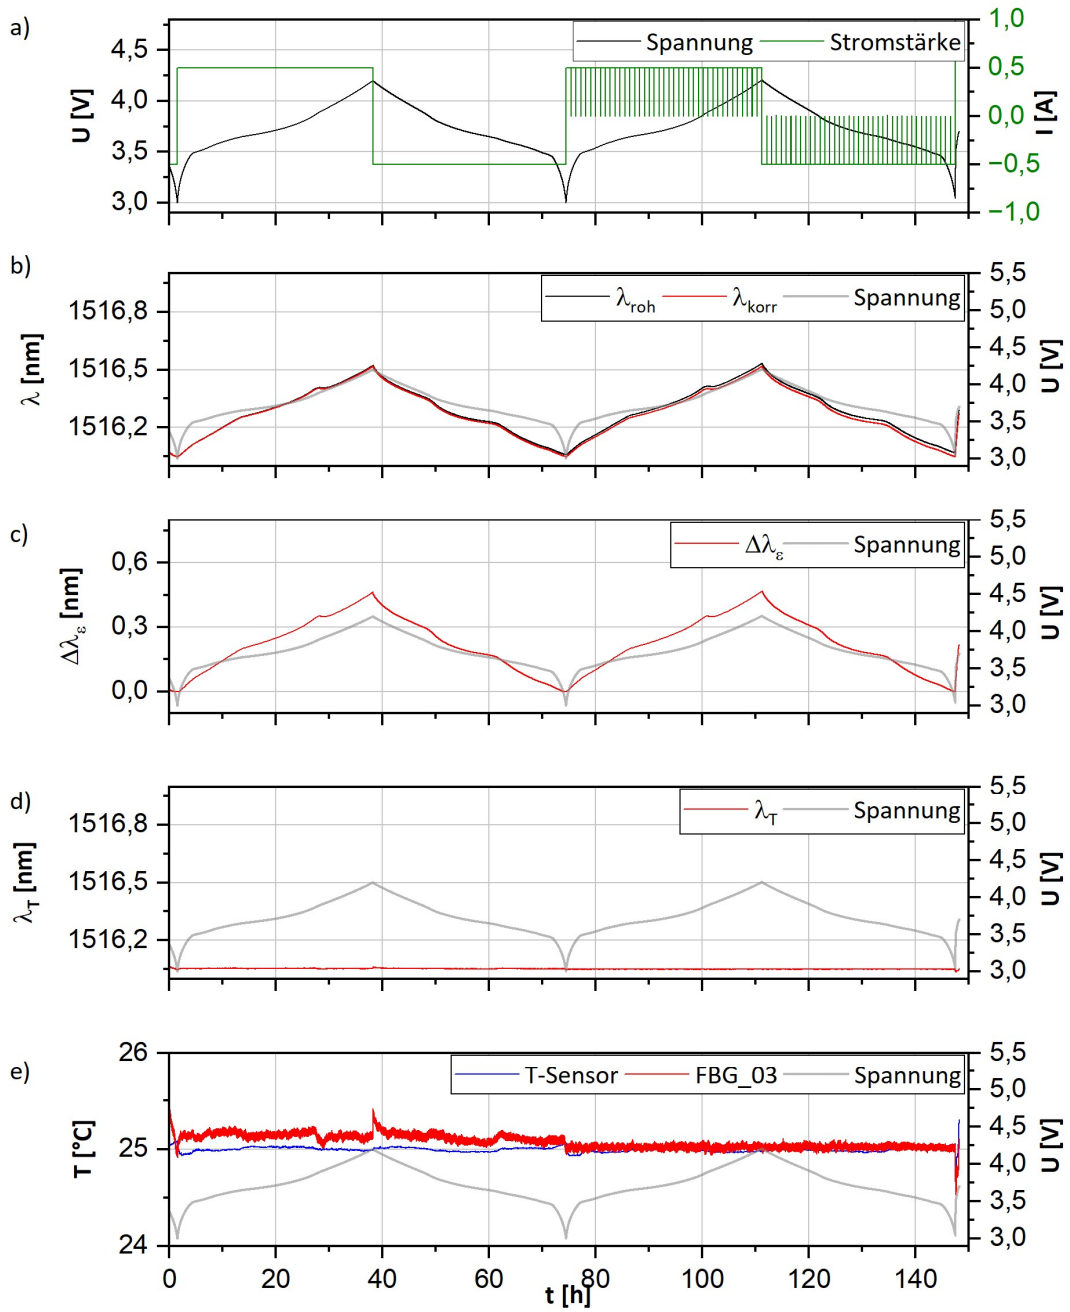 a)
Spannung Stromstärke
4,5
4,0
3,5
3,0
U [V]
1,0
0,5
0,0
−0,5
−1,0
I [A]
b)
λroh λkorr Spannung
1516,8
1516,5
1516,2
λ [nm]
5,5
5,0
4,5
4,0
3,5
3,0
U [V]
c)
Δλε Spannung
0,6
0,3
0,0
Δλε [nm]
5,5
5,0
4,5
4,0
3,5
3,0
U [V]
d)
λT Spannung
1516,8
1516,5
1516,2
λT [nm]
5,5
5,0
4,5
4,0
3,5
3,0
U [V]
e)
T-Sensor FBG_03 Spannung
26
25
24
T [°C]
5,5
5,0
4,5
4,0
3,5
3,0
U [V]
0 20 40 60 80 100 120 140
t [h]